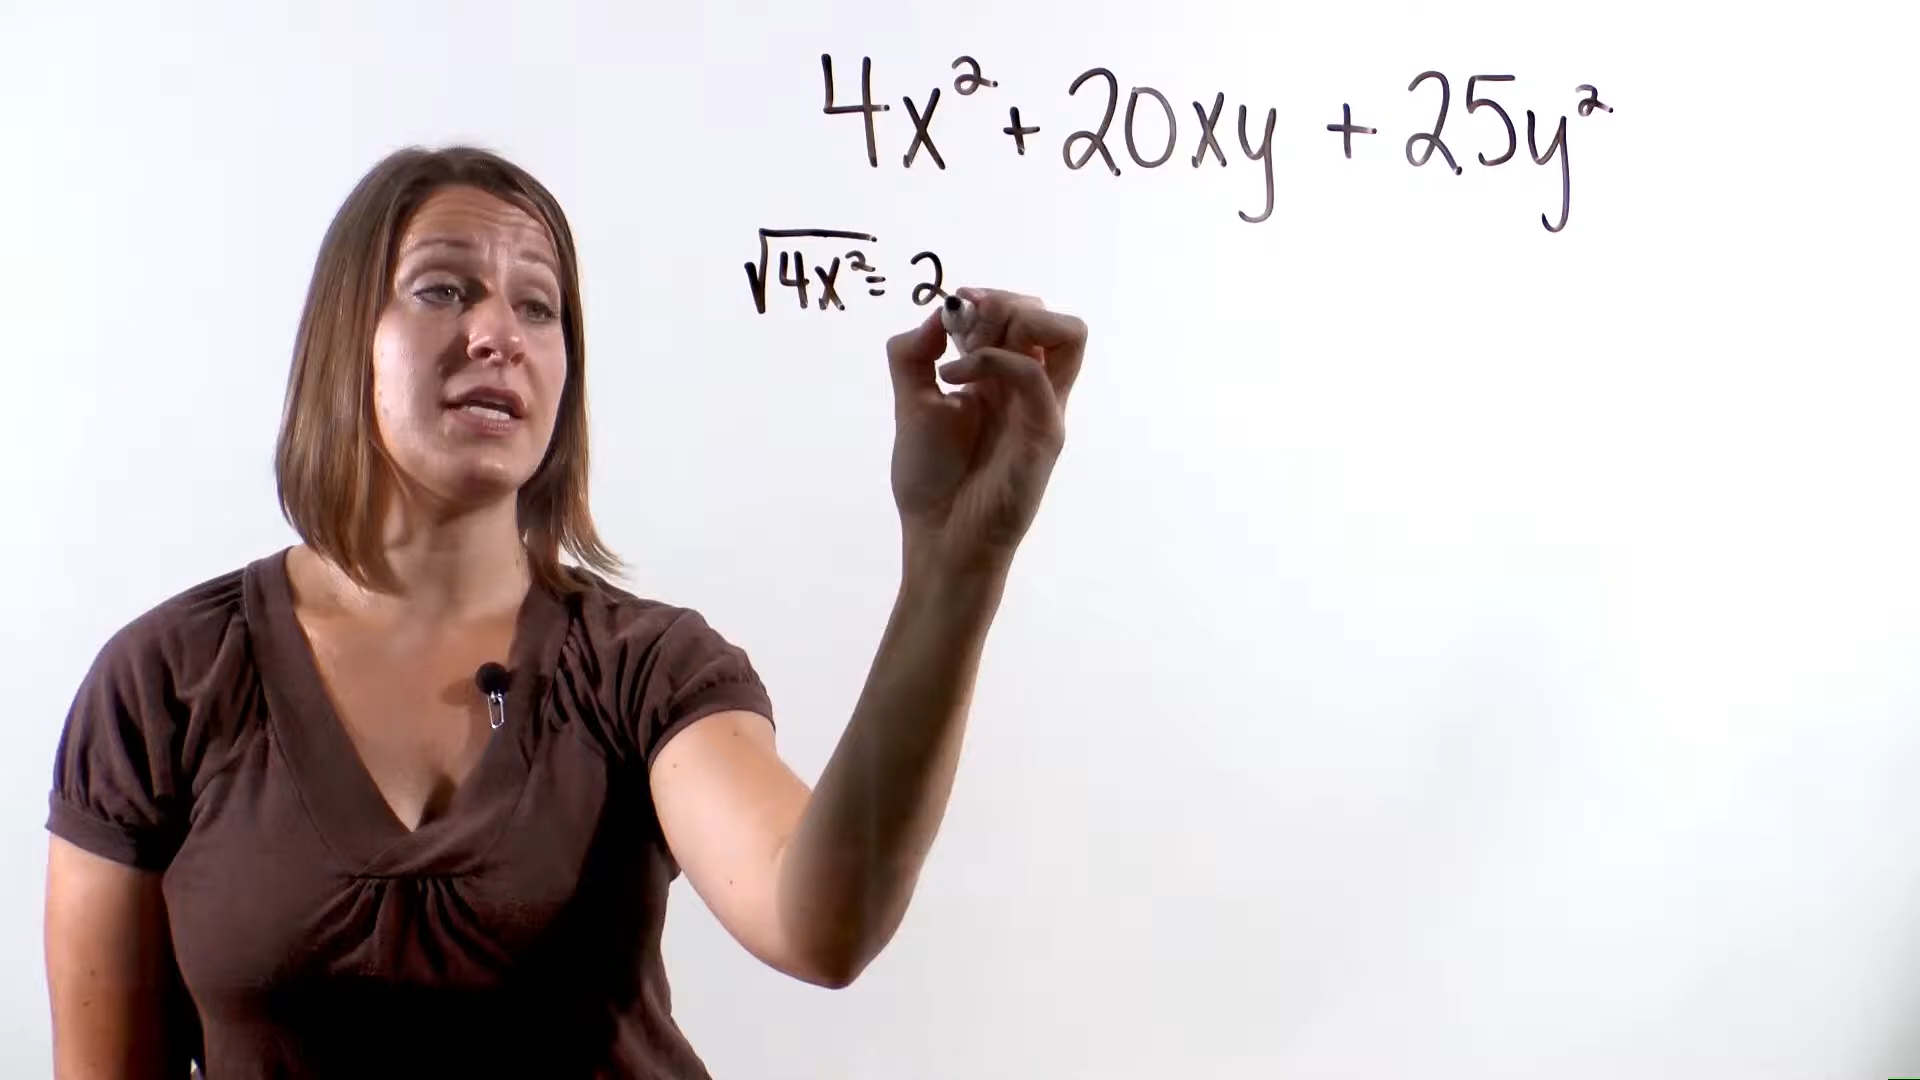 4x² + 20xy + 25y²
√4x² = 2